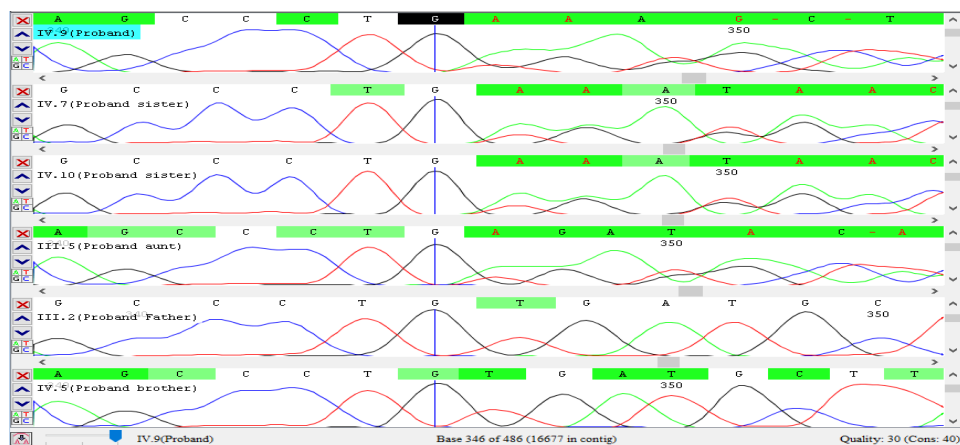 A G C C C T G A A A G - C - T
350
IV.9(Proband)
G C C C T G A A A T A A C
350
IV.7(Proband sister)
G C C C T G A A A T A A C
350
IV.10(Proband sister)
A G C C C T G A G A T A C - A
350
III.5(Proband aunt)
G C C C T G T G A T G C
350
III.2(Proband Father)
A G C C C T G T G A T G C T T
350
IV.5(Proband brother)
IV.9(Proband) Base 346 of 486 (16677 in contig) Quality: 30 (Cons: 40)